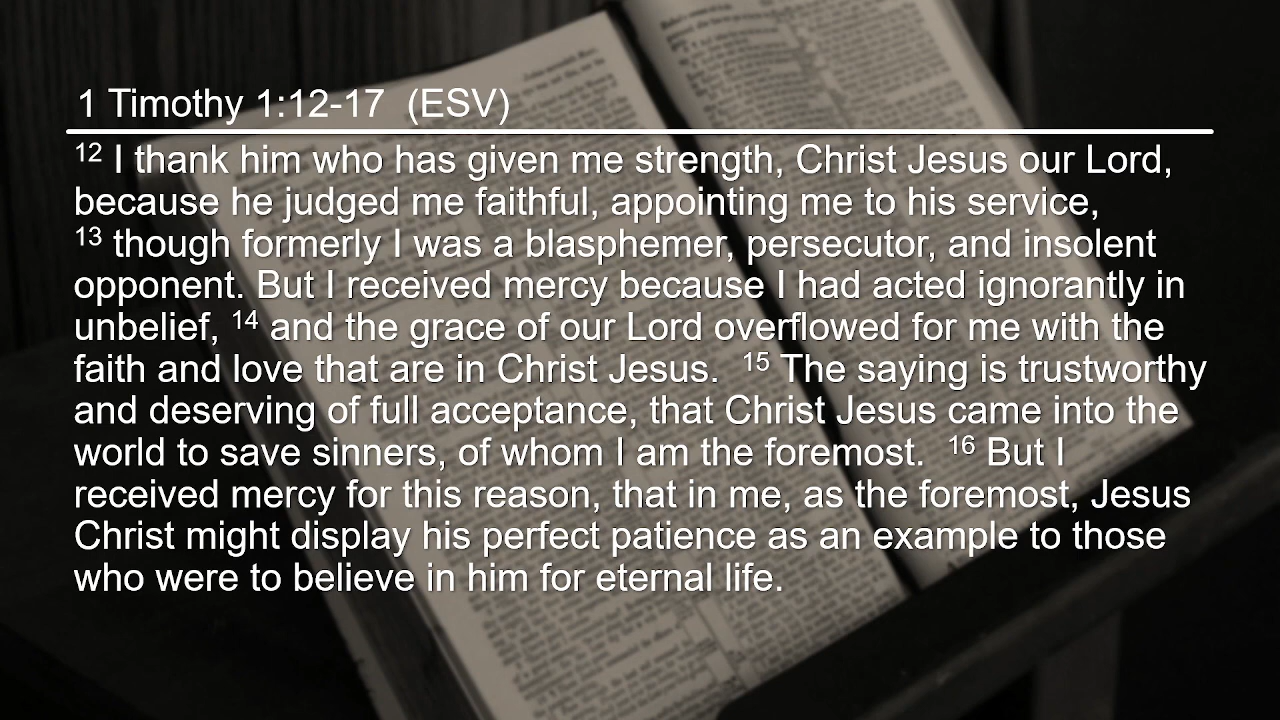 1 Timothy 1:12-17 (ESV)
12 I thank him who has given me strength, Christ Jesus our Lord,
because he judged me faithful, appointing me to his service,
13 though formerly I was a blasphemer, persecutor, and insolent
opponent. But I received mercy because I had acted ignorantly in
unbelief, 14 and the grace of our Lord overflowed for me with the
faith and love that are in Christ Jesus. 15 The saying is trustworthy
and deserving of full acceptance, that Christ Jesus came into the
world to save sinners, of whom I am the foremost. 16 But I
received mercy for this reason, that in me, as the foremost, Jesus
Christ might display his perfect patience as an example to those
who were to believe in him for eternal life.